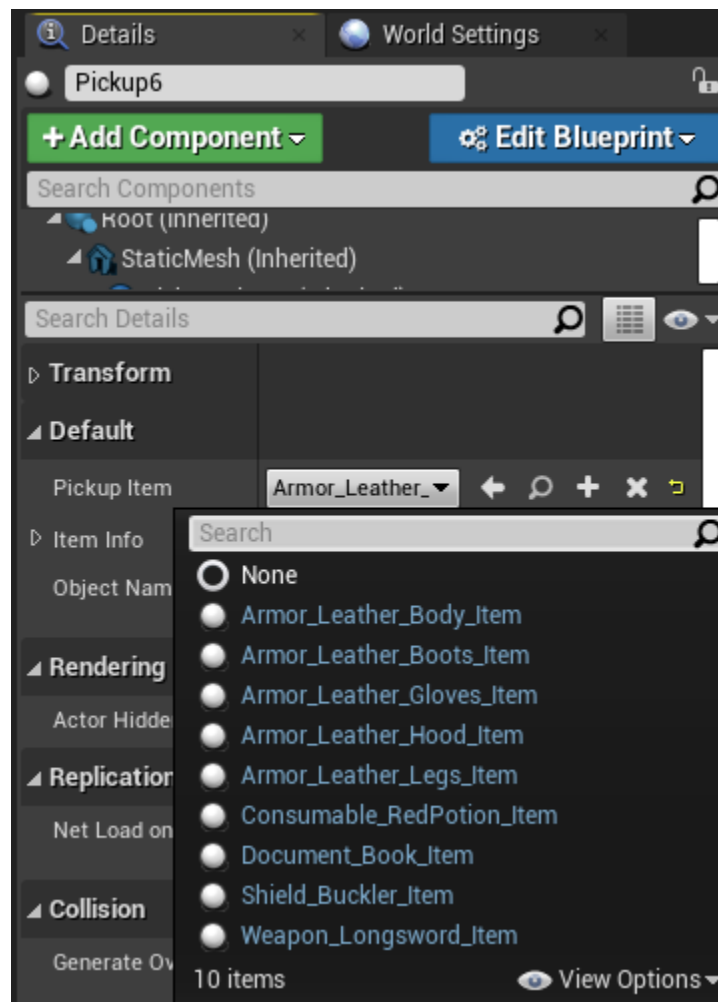 Details
World Settings
Pickup6
+Add Component
Edit Blueprint
Search Components
Root (Inherited)
StaticMesh (Inherited)
Search Details
Transform
Default
Pickup Item
Armor_Leather_
Item Info
Search
None
Object Nam
Armor_Leather_Body_Item
Armor_Leather_Boots_Item
Rendering
Armor_Leather_Gloves_Item
Actor Hidde
Armor_Leather_Hood_Item
Replication
Armor_Leather_Legs_Item
Consumable_RedPotion_Item
Net Load on
Document_Book_Item
Shield_Buckler_Item
Collision
Weapon_Longsword_Item
Generate Ov
10 items
View Options